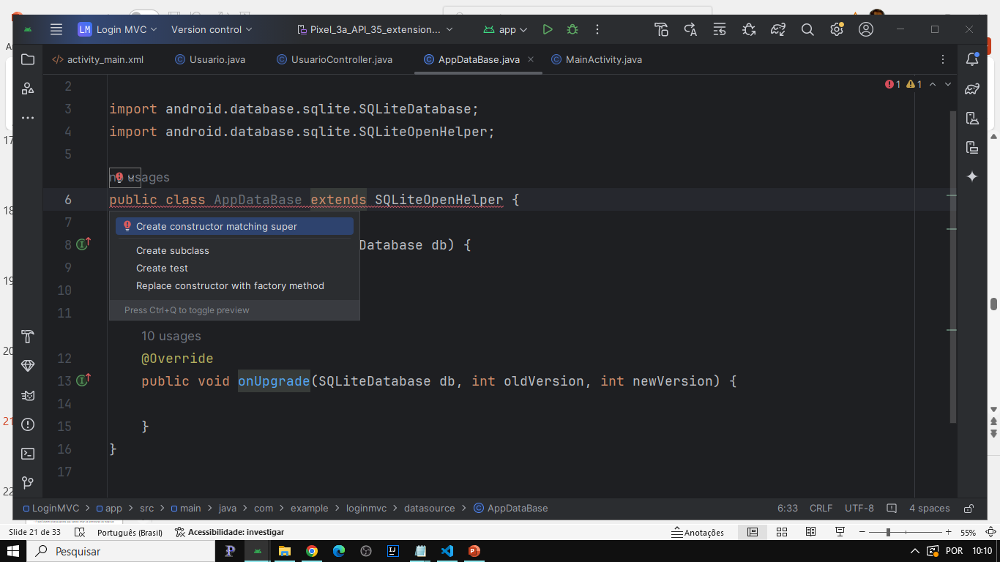 LM Login MVC Version control Pixel_3a_API_35_extension... app
activity_main.xml Usuario.java UsuarioController.java AppDataBase.java MainActivity.java
1 1
2
3 import android.database.sqlite.SQLiteDatabase;
4 import android.database.sqlite.SQLiteOpenHelper;
5
usages
6 public class AppDataBase extends SQLiteOpenHelper {
7
Create constructor matching super
8 Database db) {
Create subclass
9
Create test
10
Replace constructor with factory method
11
Press Ctrl+Q to toggle preview
10 usages
12 @Override
13 public void onUpgrade(SQLiteDatabase db, int oldVersion, int newVersion) {
14
15 }
16 }
17
17
18
19
20
21
22
LoginMVC > app > src > main > java > com > example > loginmvc > datasource > AppDataBase 6:33 CRLF UTF-8 4 spaces
Slide 21 de 33 Português (Brasil) Acessibilidade: investigar Anotações 55%
Pesquisar POR 10:10